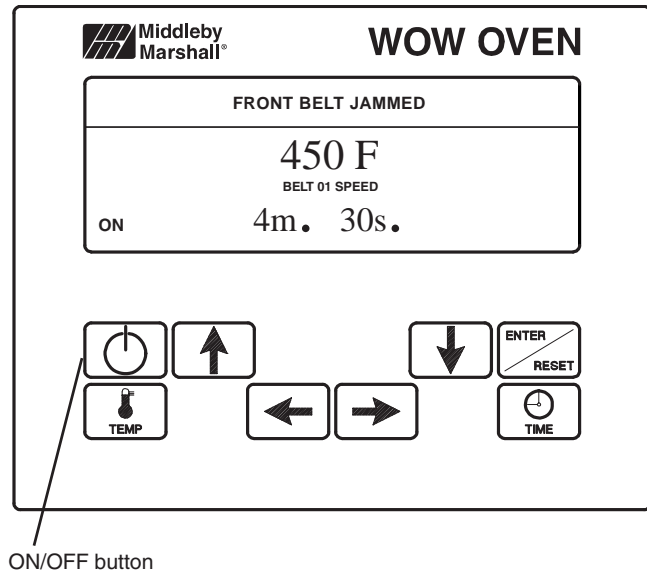 Middleby
Marshall®
WOW OVEN
FRONT BELT JAMMED
450 F
BELT 01 SPEED
ON 4m. 30s.
ENTER
RESET
TEMP
TIME
ON/OFF button